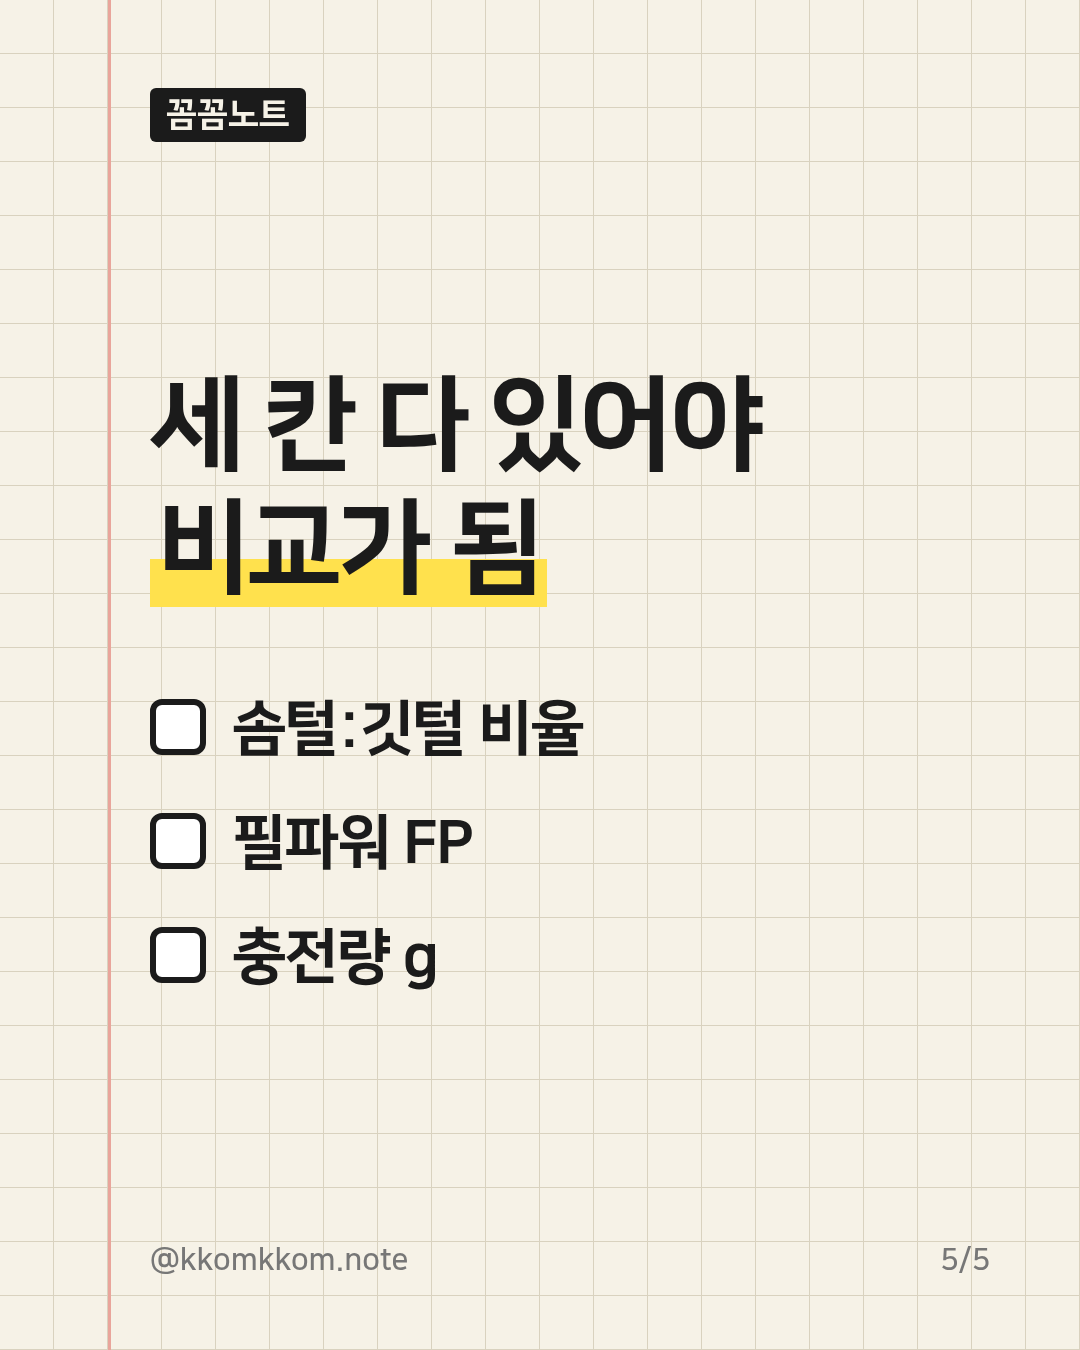 꼼꼼노트
세 칸 다 있어야
비교가 됨
솜털:깃털 비율
필파워 FP
충전량 g
@kkomkkom.note
5/5